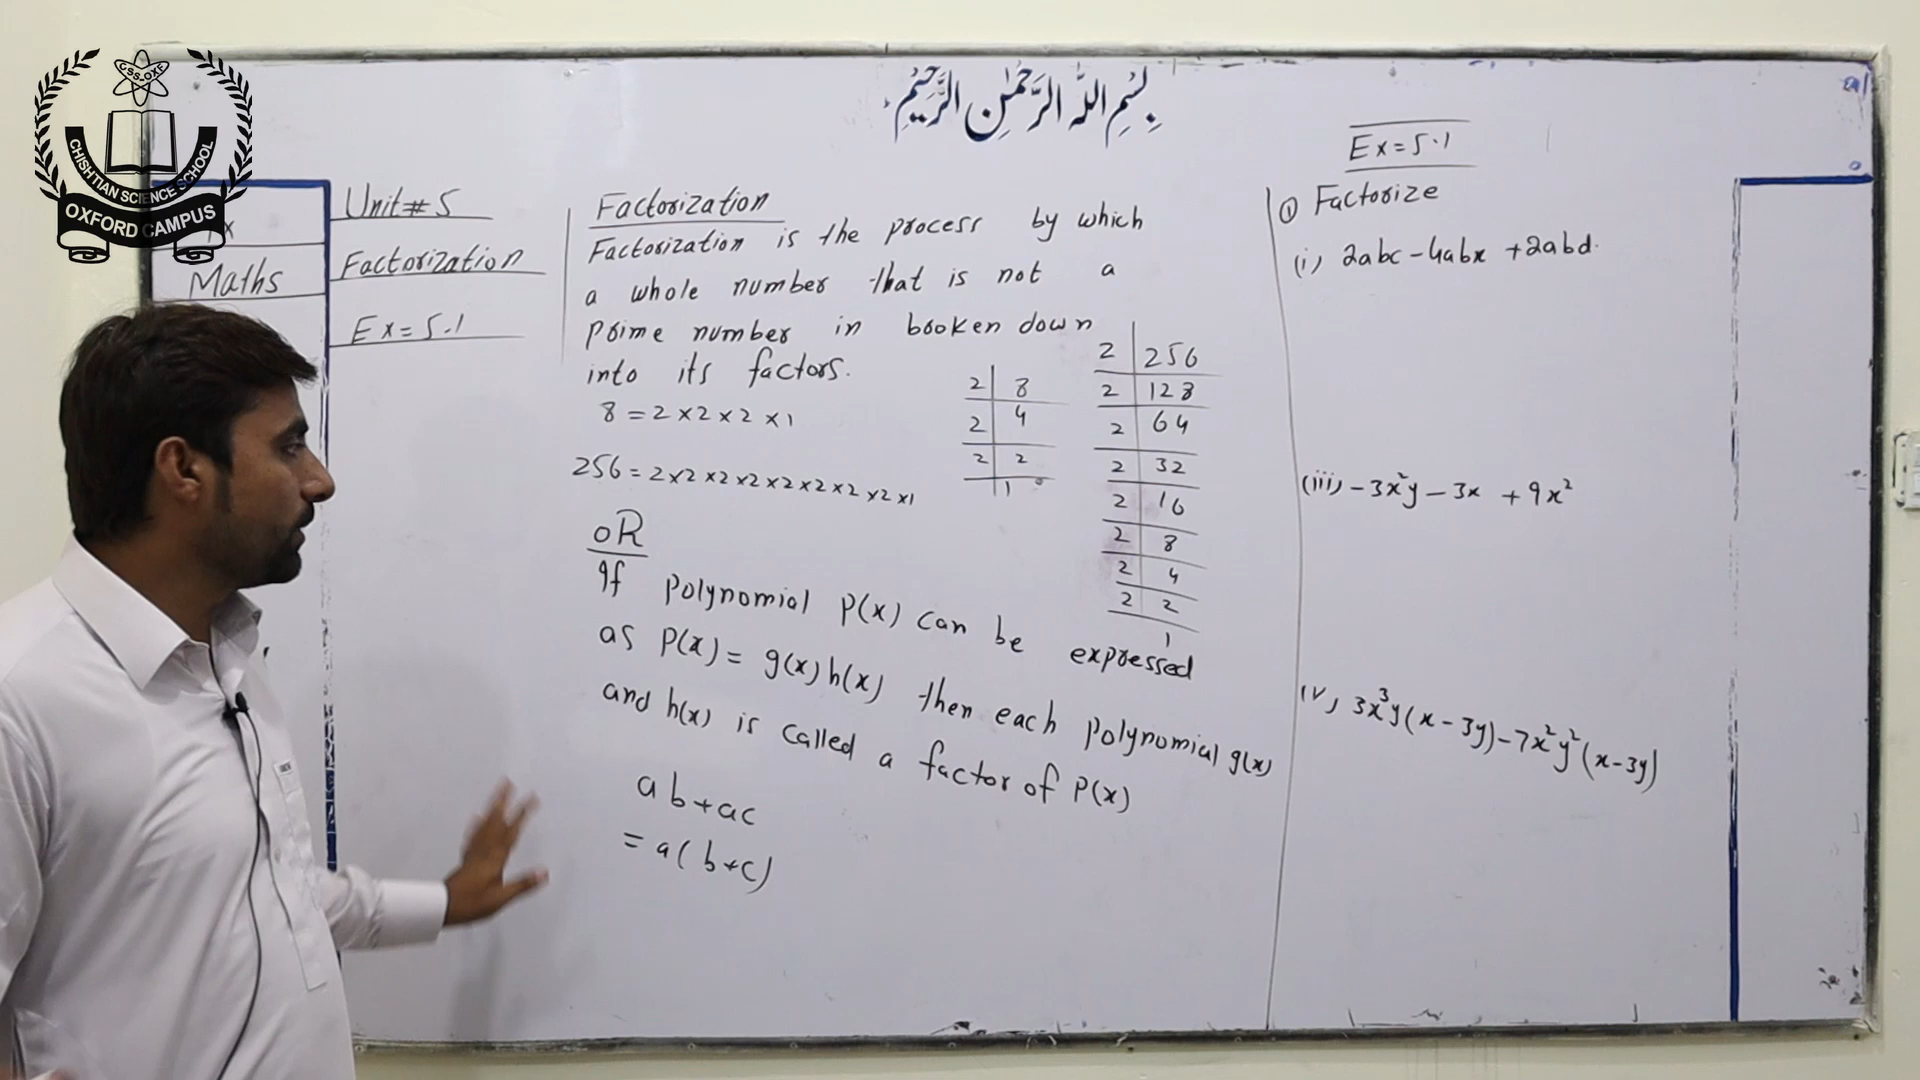 CSS-OXF
CHISHTIAN SCIENCE SCHOOL
OXFORD CAMPUS
بِسْمِ اللہِ الرَّحْمٰنِ الرَّحِیْمِ
Maths
Unit # 5
Factorization
Ex = 5.1
Factorization
Factorization is the process by which
a whole number that is not a
prime number in brooken down
into its factors.
8 = 2 × 2 × 2 × 1
256 = 2 × 2 × 2 × 2 × 2 × 2 × 2 × 2 × 1
2 | 8
2 | 4
2 | 2
1
2 | 256
2 | 128
2 | 64
2 | 32
2 | 16
2 | 8
2 | 4
2 | 2
1
OR
If polynomial P(x) can be expressed
as P(x) = g(x) h(x) then each polynomial g(x)
and h(x) is called a factor of P(x)
ab + ac
= a(b+c)
Ex = 5.1
① Factorize
(i) 2abc - 4abx + 2abd.
(iii) -3x²y - 3x + 9x²
(v) 3x³y(x - 3y) - 7x²y²(x - 3y)